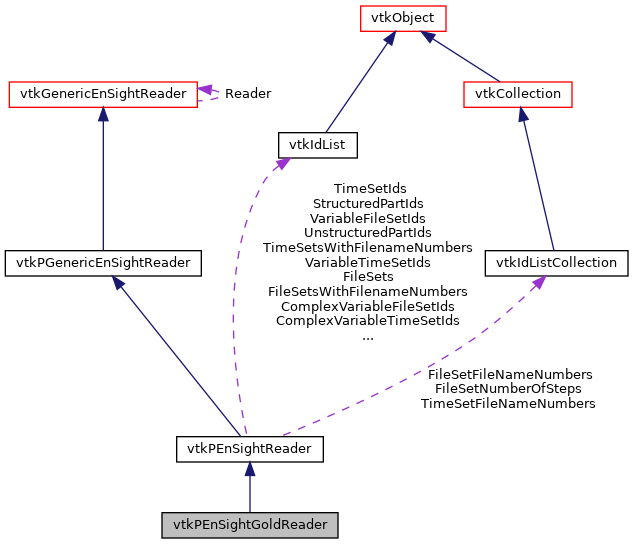 vtkObject
vtkGenericEnSightReader
Reader
vtkCollection
vtkIdList
TimeSetIds
StructuredPartIds
VariableFileSetIds
UnstructuredPartIds
TimeSetsWithFilenameNumbers
VariableTimeSetIds
FileSets
FileSetsWithFilenameNumbers
ComplexVariableFileSetIds
ComplexVariableTimeSetIds
...
vtkPGenericEnSightReader
vtkIdListCollection
FileSetFileNameNumbers
FileSetNumberOfSteps
TimeSetFileNameNumbers
vtkPEnSightReader
vtkPEnSightGoldReader